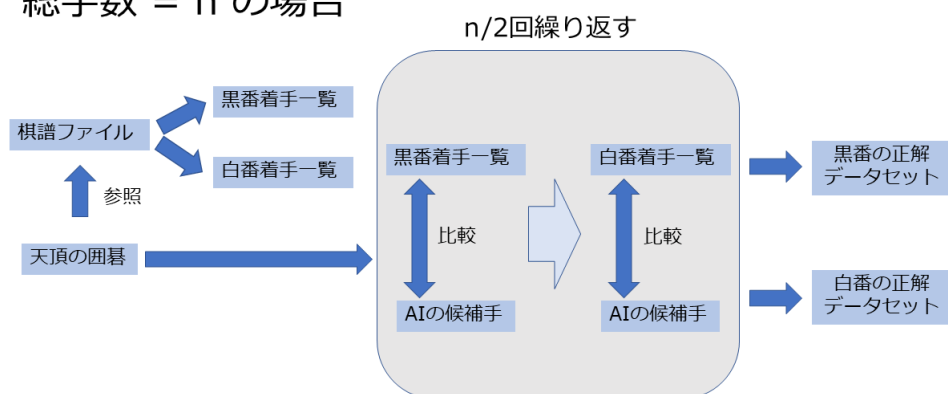 総手数 = n の場合
n/2回繰り返す
黒番着手一覧
棋譜ファイル
白番着手一覧
参照
天頂の囲碁
黒番着手一覧
比較
AIの候補手
白番着手一覧
比較
AIの候補手
黒番の正解
データセット
白番の正解
データセット